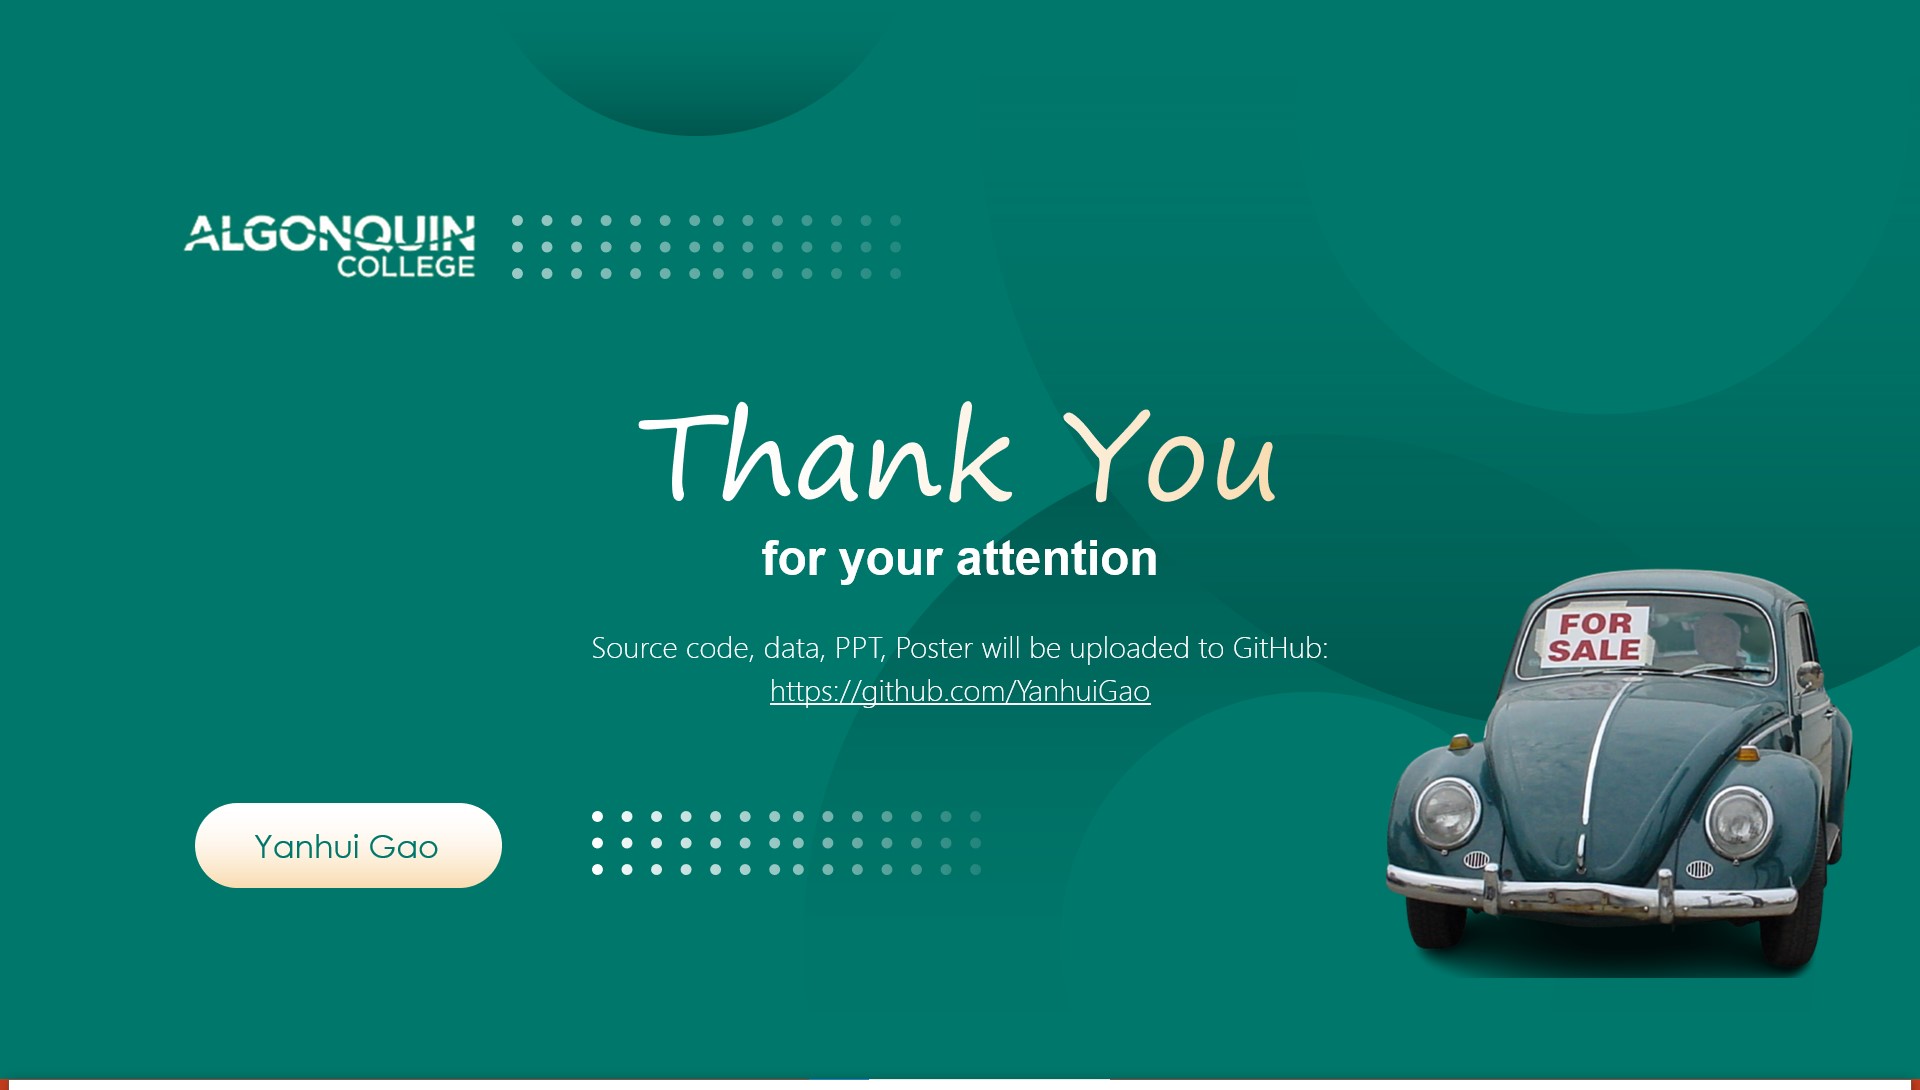 ALGONQUIN
COLLEGE
Thank You
for your attention
Source code, data, PPT, Poster will be uploaded to GitHub:
https://github.com/YanhuiGao
FOR
SALE
Yanhui Gao